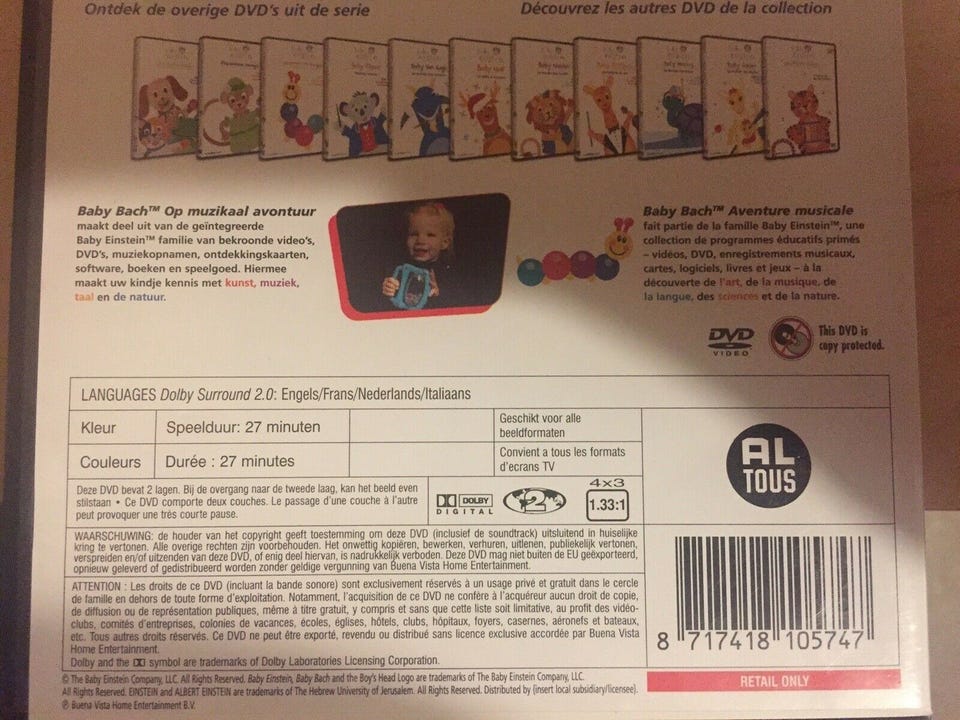 Ontdek de overige DVD's uit de serie
Découvrez les autres DVD de la collection
Baby Van Gogh
Baby Noël
Baby Newton
Baby Bach™ Op muzikaal avontuur
maakt deel uit van de geïntegreerde
Baby Einstein™ familie van bekroonde video's,
DVD's, muziekopnamen, ontdekkingskaarten,
software, boeken en speelgoed. Hiermee
maakt uw kindje kennis met kunst, muziek,
taal en de natuur.
Baby Bach™ Aventure musicale
fait partie de la famille Baby Einstein™, une
collection de programmes éducatifs primés
– vidéos, DVD, enregistrements musicaux,
cartes, logiciels, livres et jeux – à la
découverte de l'art, de la musique, de
la langue, des sciences et de la nature.
DVD
VIDEO
This DVD is
copy protected.
LANGUAGES Dolby Surround 2.0: Engels/Frans/Nederlands/Italiaans
Kleur
Speelduur: 27 minuten
Geschikt voor alle
beeldformaten
Couleurs
Durée : 27 minutes
Convient a tous les formats
d'ecrans TV
AL
TOUS
Deze DVD bevat 2 lagen. Bij de overgang naar de tweede laag, kan het beeld even
stilstaan • Ce DVD comporte deux couches. Le passage d'une couche à l'autre
peut provoquer une très courte pause.
DOLBY
DIGITAL
2
4x3
1.33:1
WAARSCHUWING: de houder van het copyright geeft toestemming om deze DVD (inclusief de soundtrack) uitsluitend in huiselijke
kring te vertonen. Alle overige rechten zijn voorbehouden. Het onwettig kopiëren, bewerken, verhuren, uitlenen, publiekelijk vertonen,
verspreiden en/of uitzenden van deze DVD, of enig deel hiervan, is nadrukkelijk verboden. Deze DVD mag niet buiten de EU geëxporteerd,
opnieuw geleverd of gedistribueerd worden zonder geldige vergunning van Buena Vista Home Entertainment.
ATTENTION : Les droits de ce DVD (incluant la bande sonore) sont exclusivement réservés à un usage privé et gratuit dans le cercle
de famille en dehors de toute forme d'exploitation. Notamment, l'acquisition de ce DVD ne confère à l'acquéreur aucun droit de copie,
de diffusion ou de représentation publiques, même à titre gratuit, y compris et sans que cette liste soit limitative, au profit des vidéo-
clubs, comités d'entreprises, colonies de vacances, écoles, églises, hôtels, clubs, hôpitaux, foyers, casernes, aéronefs et bateaux,
etc. Tous autres droits réservés. Ce DVD ne peut être exporté, revendu ou distribué sans licence exclusive accordée par Buena Vista
Home Entertainment.
Dolby and the DD symbol are trademarks of Dolby Laboratories Licensing Corporation.
8 717418 105747
© The Baby Einstein Company, LLC. All Rights Reserved. Baby Einstein, Baby Bach and the Boy's Head Logo are trademarks of The Baby Einstein Company, LLC.
All Rights Reserved. EINSTEIN and ALBERT EINSTEIN are trademarks of The Hebrew University of Jerusalem. All Rights Reserved. Distributed by (insert local subsidiary/licensee).
℗ Buena Vista Home Entertainment B.V.
RETAIL ONLY